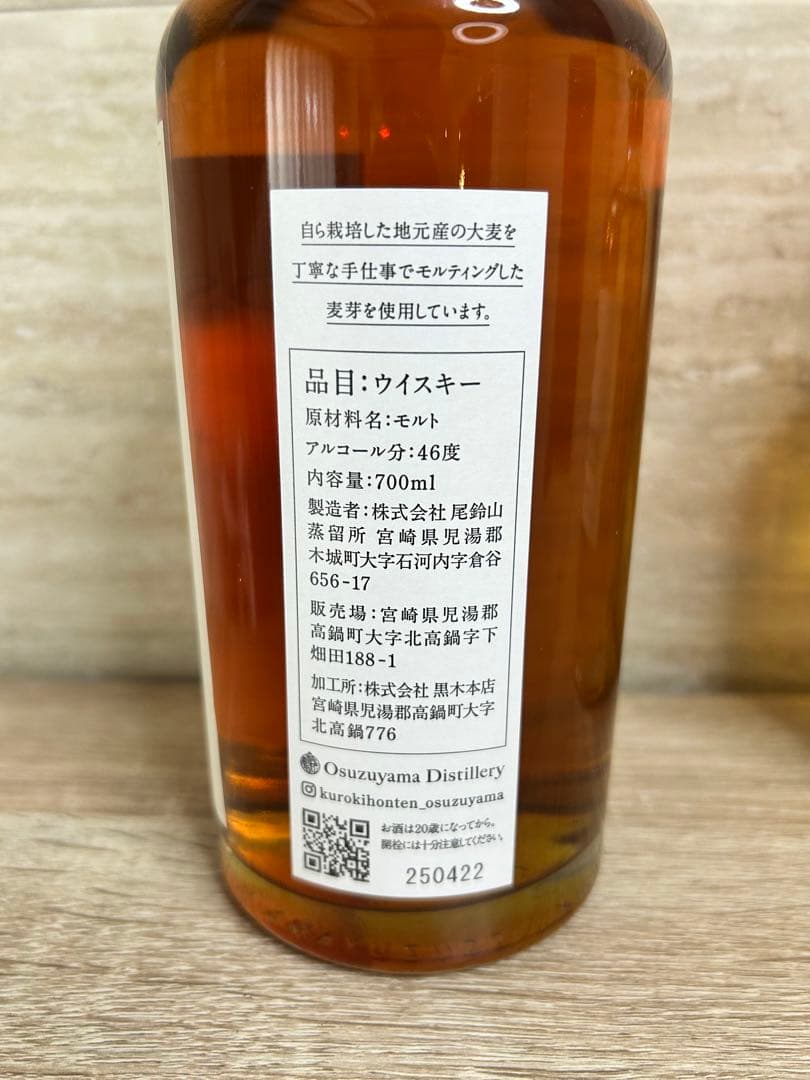 自ら栽培した地元産の大麦を
丁寧な手仕事でモルティングした
麦芽を使用しています。
品目：ウイスキー
原材料名：モルト
アルコール分：46度
内容量：700ml
製造者：株式会社 尾鈴山
蒸留所 宮崎県児湯郡
木城町大字石河内字倉谷
656-17
販売場：宮崎県児湯郡
高鍋町大字北高鍋字下
畑田188-1
加工所：株式会社 黒木本店
宮崎県児湯郡高鍋町大字
北高鍋776
Osuzuyama Distillery
kurokihonten_osuzuyama
お酒は20歳になってから。
開栓には十分注意してください。
250422